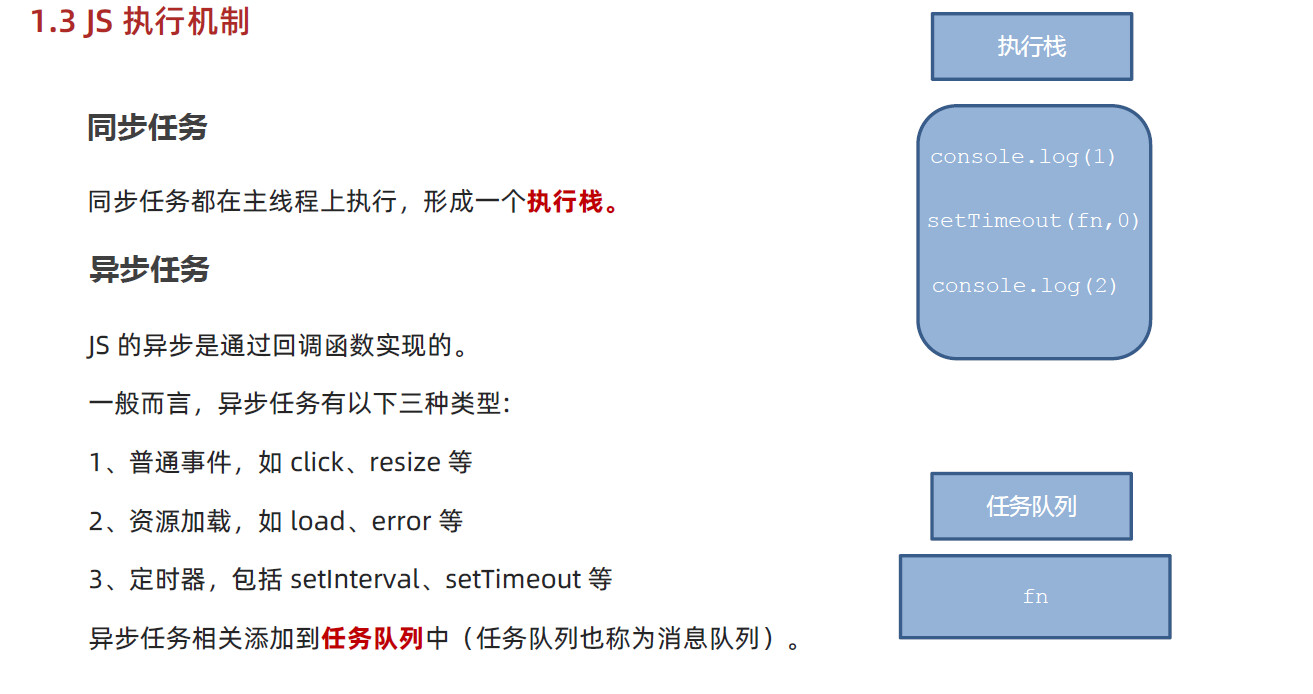 1.3 JS 执行机制
同步任务
同步任务都在主线程上执行，形成一个执行栈。
异步任务
JS 的异步是通过回调函数实现的。
一般而言，异步任务有以下三种类型:
1、普通事件，如 click、resize 等
2、资源加载，如 load、error 等
3、定时器，包括 setInterval、setTimeout 等
异步任务相关添加到任务队列中（任务队列也称为消息队列）。
执行栈
console.log(1)
setTimeout(fn,0)
console.log(2)
任务队列
fn